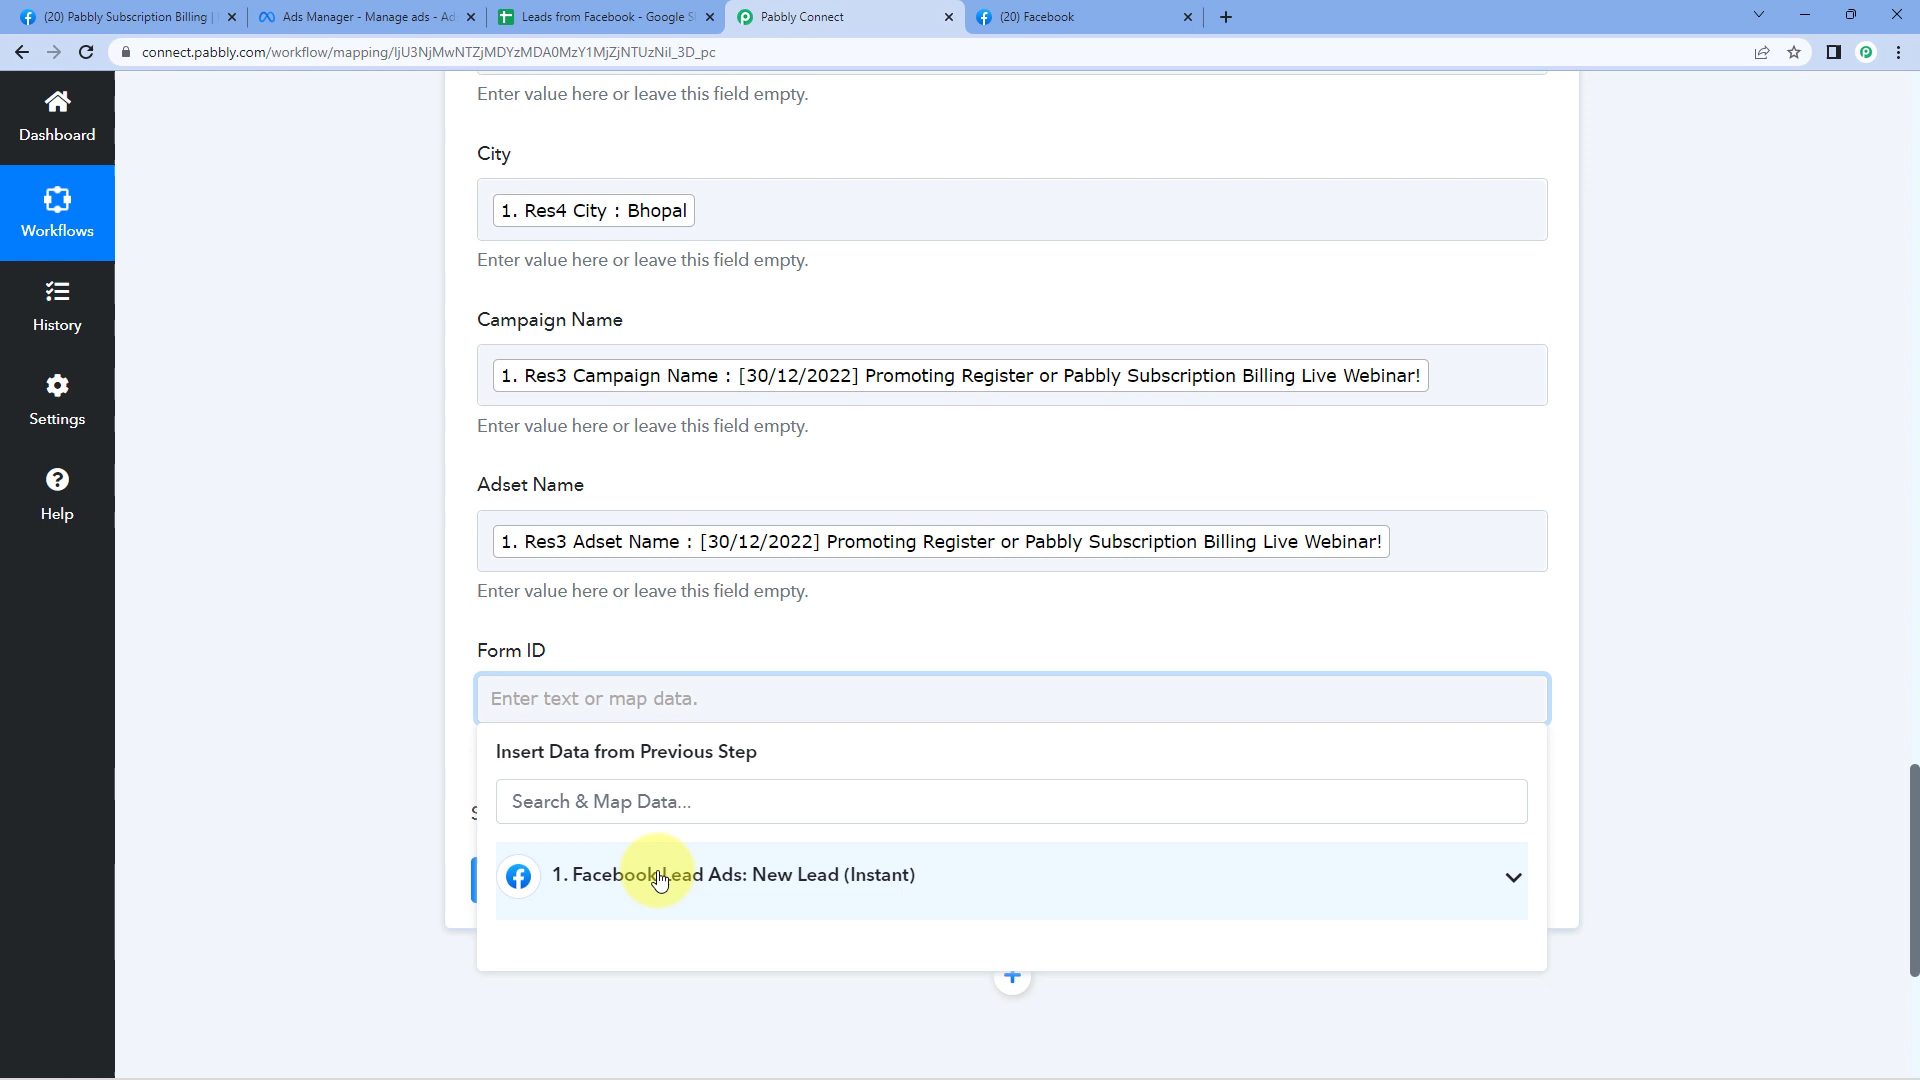 (20) Pabbly Subscription Billing |
Ads Manager - Manage ads - Ad
Leads from Facebook - Google S
Pabbly Connect
(20) Facebook
connect.pabbly.com/workflow/mapping/IjU3NjMwNTZjMDYzMDA0MzY1MjZjNTUzNiI_3D_pc
Dashboard
Workflows
History
Settings
Help
Enter value here or leave this field empty.
City
1. Res4 City : Bhopal
Enter value here or leave this field empty.
Campaign Name
1. Res3 Campaign Name : [30/12/2022] Promoting Register or Pabbly Subscription Billing Live Webinar!
Enter value here or leave this field empty.
Adset Name
1. Res3 Adset Name : [30/12/2022] Promoting Register or Pabbly Subscription Billing Live Webinar!
Enter value here or leave this field empty.
Form ID
Enter text or map data.
Insert Data from Previous Step
Search & Map Data...
1. Facebook Lead Ads: New Lead (Instant)